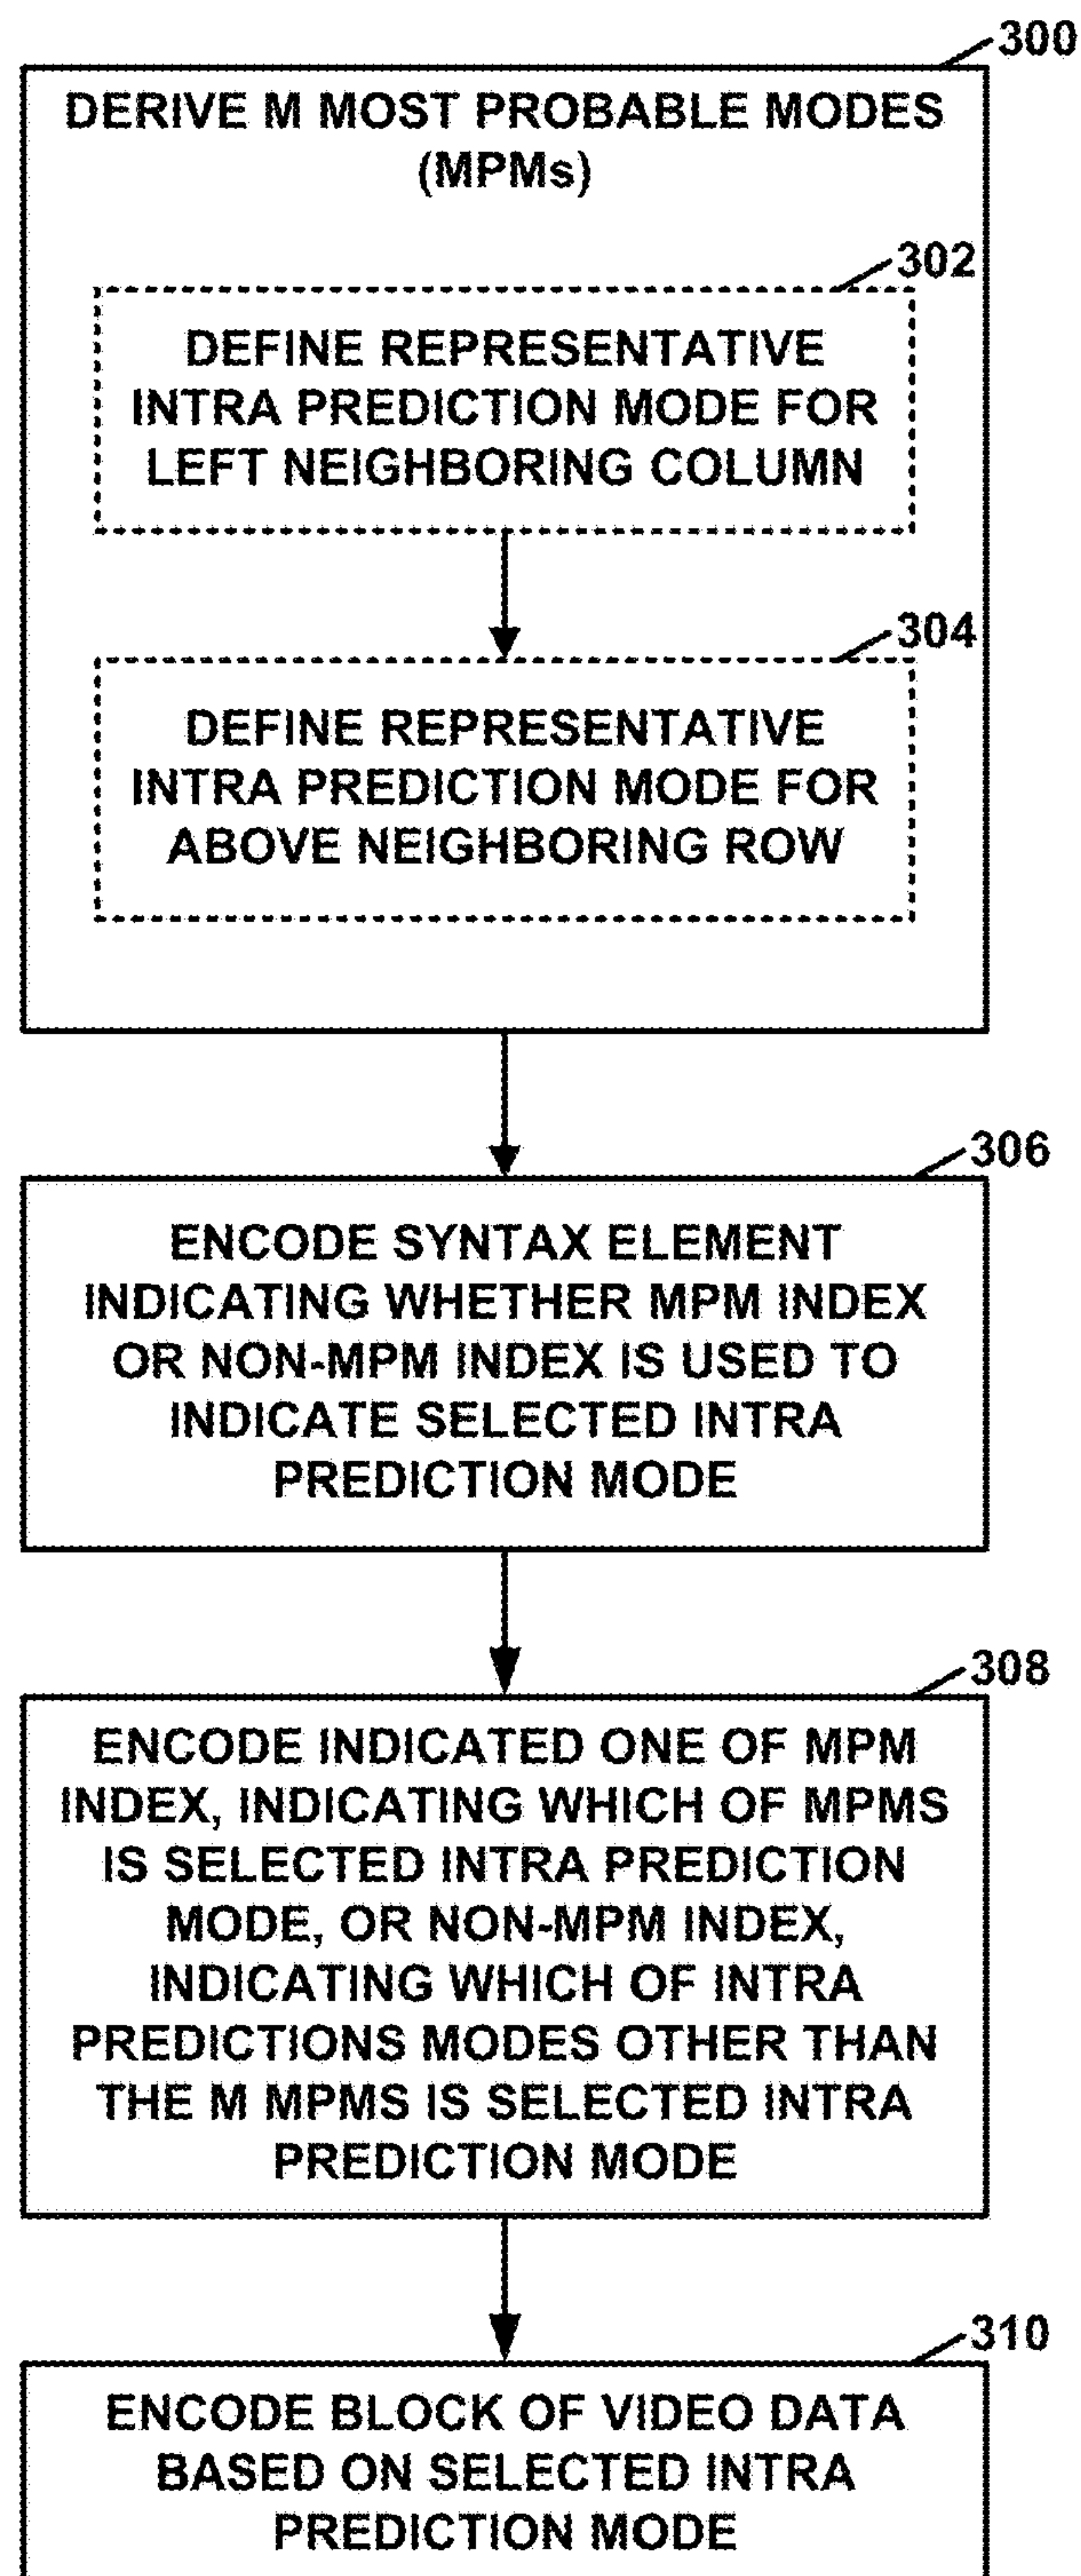 300
DERIVE M MOST PROBABLE MODES
(MPMs)
302
DEFINE REPRESENTATIVE
INTRA PREDICTION MODE FOR
LEFT NEIGHBORING COLUMN
304
DEFINE REPRESENTATIVE
INTRA PREDICTION MODE FOR
ABOVE NEIGHBORING ROW
306
ENCODE SYNTAX ELEMENT
INDICATING WHETHER MPM INDEX
OR NON-MPM INDEX IS USED TO
INDICATE SELECTED INTRA
PREDICTION MODE
308
ENCODE INDICATED ONE OF MPM
INDEX, INDICATING WHICH OF MPMS
IS SELECTED INTRA PREDICTION
MODE, OR NON-MPM INDEX,
INDICATING WHICH OF INTRA
PREDICTIONS MODES OTHER THAN
THE M MPMS IS SELECTED INTRA
PREDICTION MODE
310
ENCODE BLOCK OF VIDEO DATA
BASED ON SELECTED INTRA
PREDICTION MODE